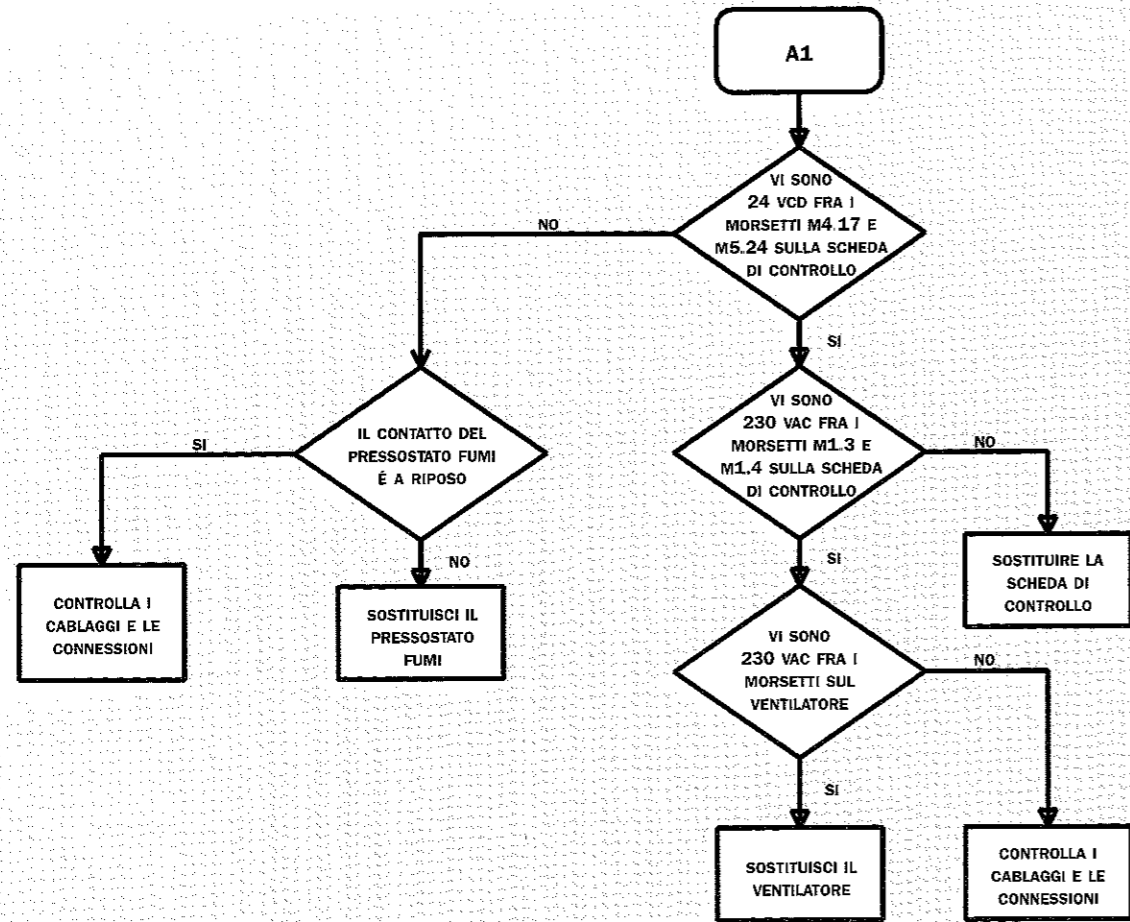 A1
VI SONO
24 VCD FRA I
MORSETTI M4.17 E
M5.24 SULLA SCHEDA
DI CONTROLLO
NO
SI
VI SONO
230 VAC FRA I
MORSETTI M1.3 E
M1.4 SULLA SCHEDA
DI CONTROLLO
NO
IL CONTATTO DEL
PRESSOSTATO FUMI
É A RIPOSO
SI
NO
SI
SOSTITUIRE LA
SCHEDA DI
CONTROLLO
CONTROLLA I
CABLAGGI E LE
CONNESSIONI
SOSTITUISCI IL
PRESSOSTATO
FUMI
VI SONO
230 VAC FRA I
MORSETTI SUL
VENTILATORE
NO
SI
SOSTITUISCI IL
VENTILATORE
CONTROLLA I
CABLAGGI E LE
CONNESSIONI